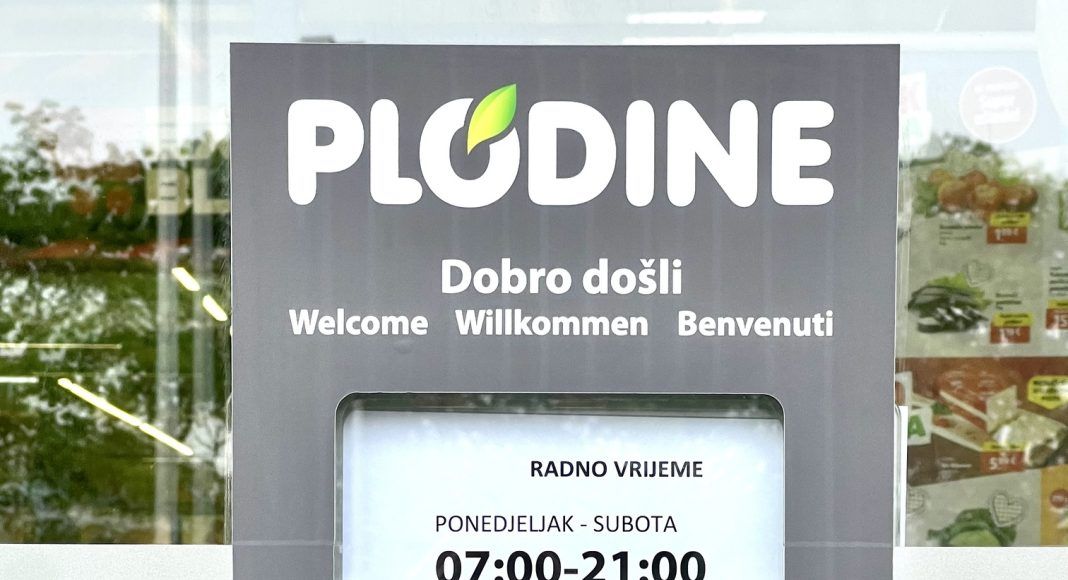 PLODINE
Dobro došli
Welcome Willkommen Benvenuti
RADNO VRIJEME
PONEDJELJAK - SUBOTA
07:00-21:00